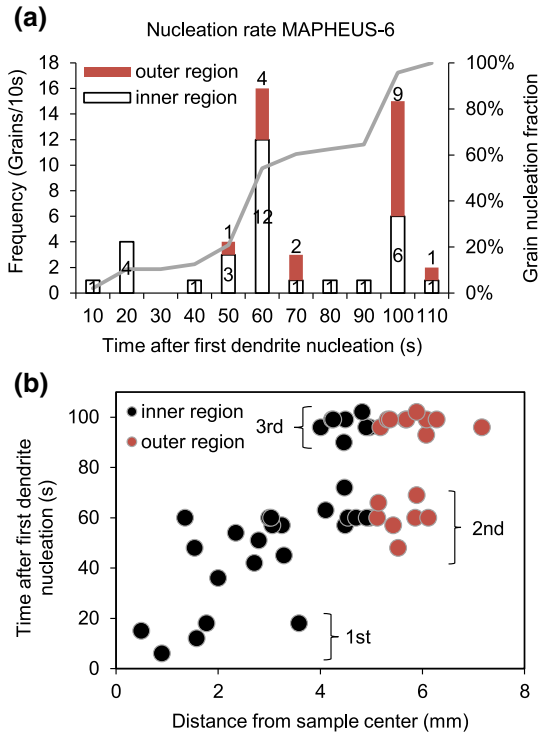 (a)
Nucleation rate MAPHEUS-6
18
16
14
12
10
8
6
4
2
0
Frequency (Grains/10s)
outer region
inner region
4
9
1
2
1
1
4
1
3
12
1
1
1
6
1
100%
80%
60%
40%
20%
0%
Grain nucleation fraction
10 20 30 40 50 60 70 80 90 100 110
Time after first dendrite nucleation (s)
(b)
100
80
60
40
20
0
Time after first dendrite
nucleation (s)
inner region
outer region
3rd
2nd
1st
0 2 4 6 8
Distance from sample center (mm)